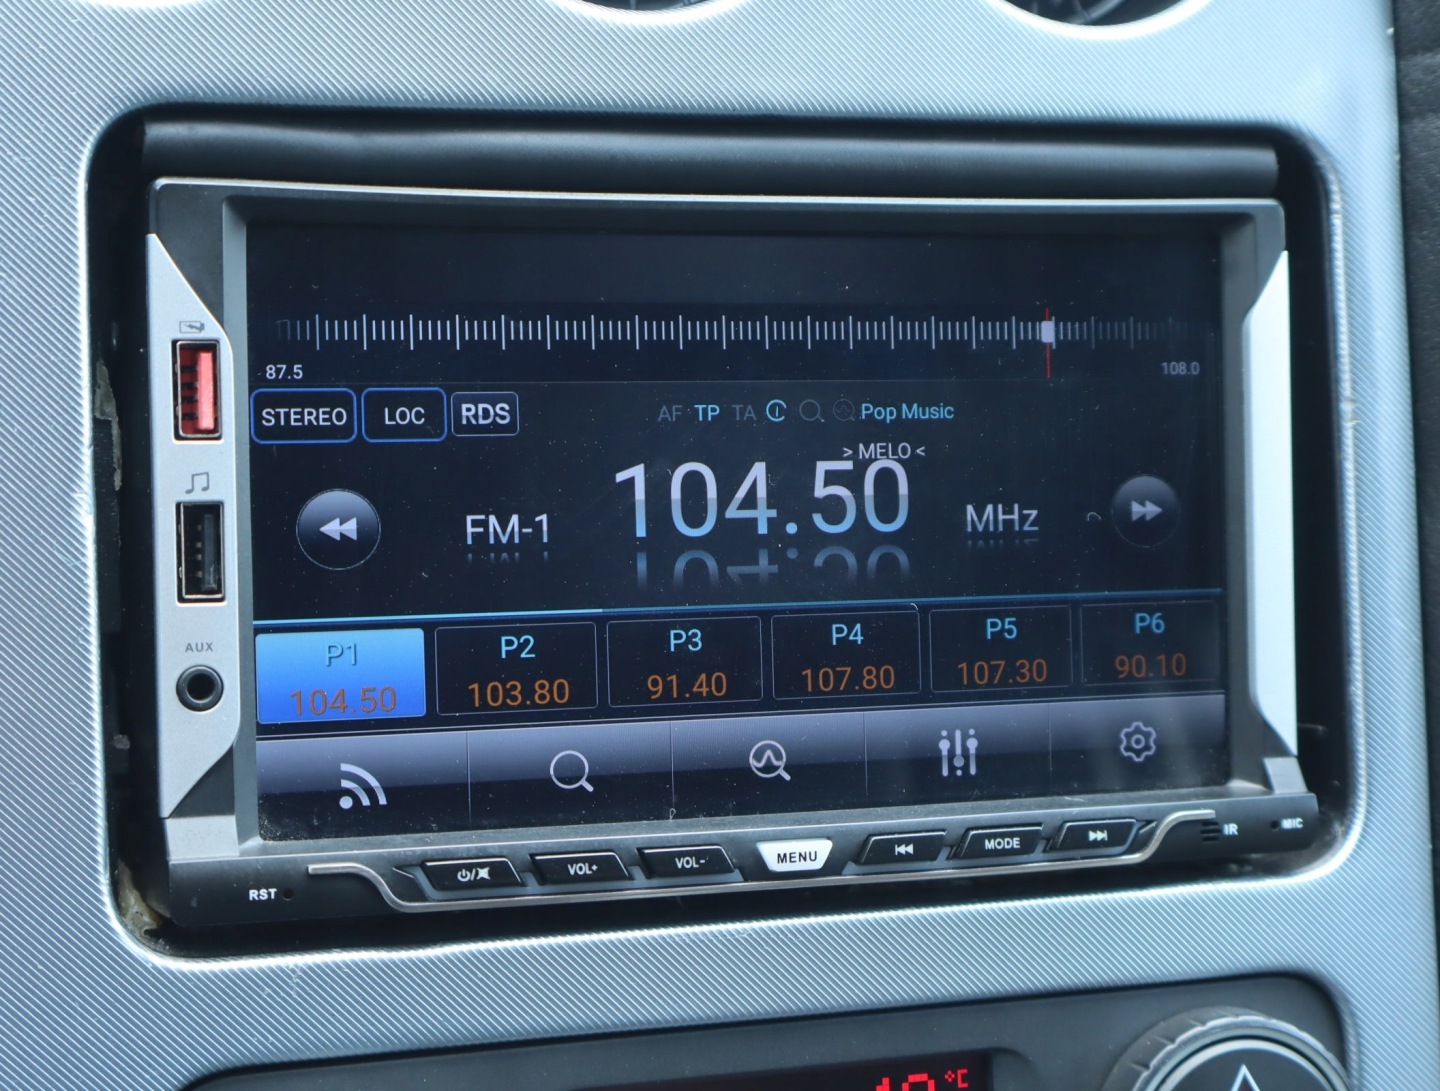 87.5 108.0
STEREO LOC RDS AF TP TA Pop Music
> MELO <
FM-1 104.50 MHz
P1 P2 P3 P4 P5 P6
104.50 103.80 91.40 107.80 107.30 90.10
AUX
RST VOL+ VOL- MENU MODE IR MIC
°C